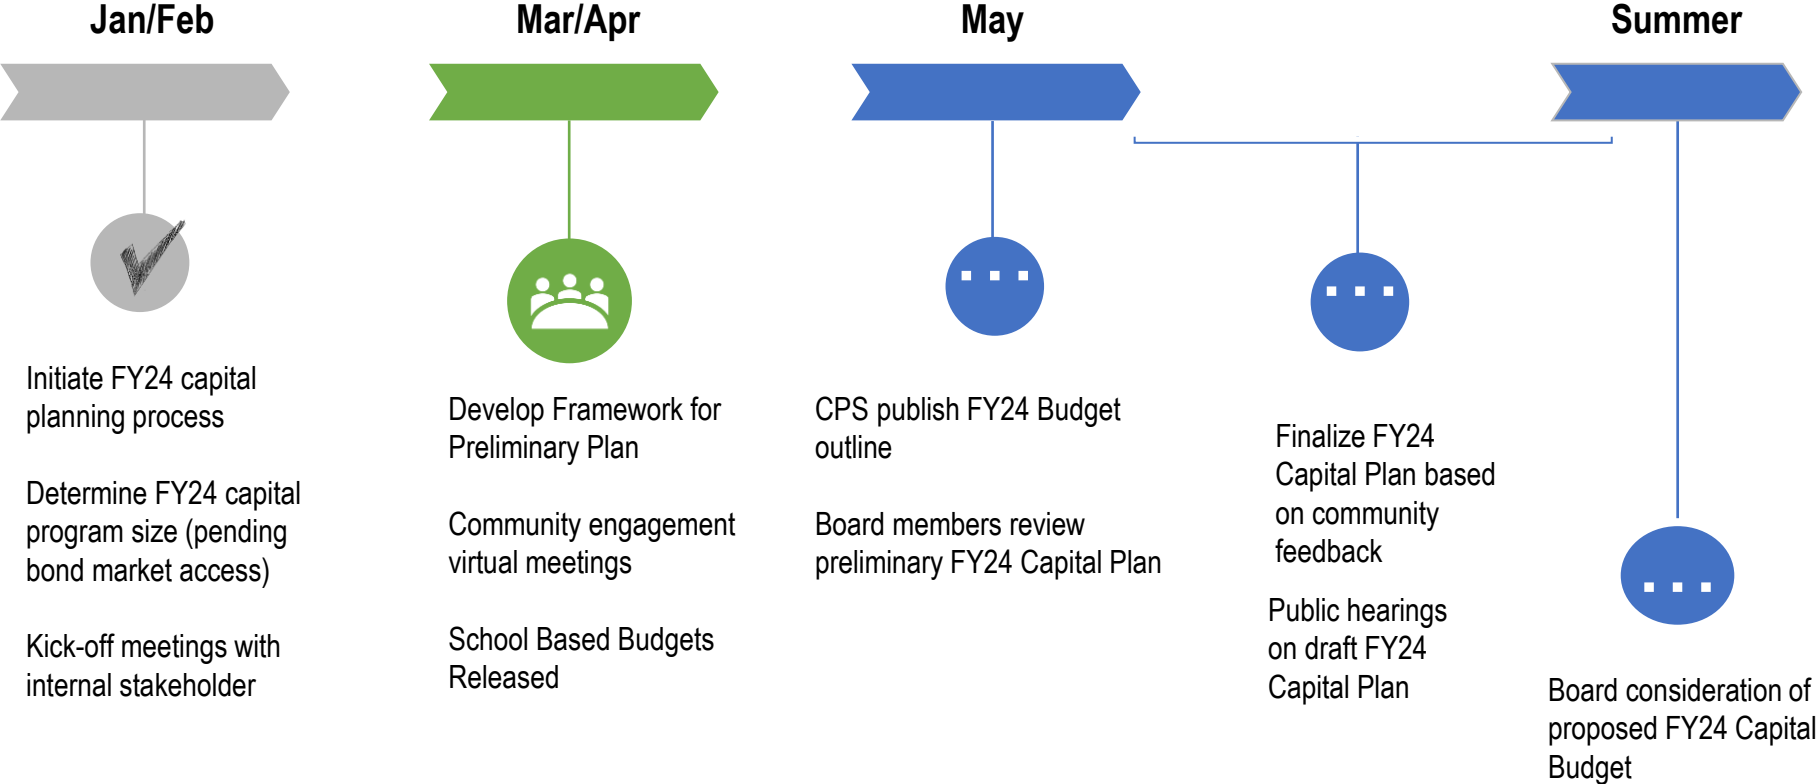 Jan/Feb
Mar/Apr
May
Summer
Initiate FY24 capital
planning process
Determine FY24 capital
program size (pending
bond market access)
Kick-off meetings with
internal stakeholder
Develop Framework for
Preliminary Plan
Community engagement
virtual meetings
School Based Budgets
Released
CPS publish FY24 Budget
outline
Board members review
preliminary FY24 Capital Plan
Finalize FY24
Capital Plan based
on community
feedback
Public hearings
on draft FY24
Capital Plan
Board consideration of
proposed FY24 Capital
Budget